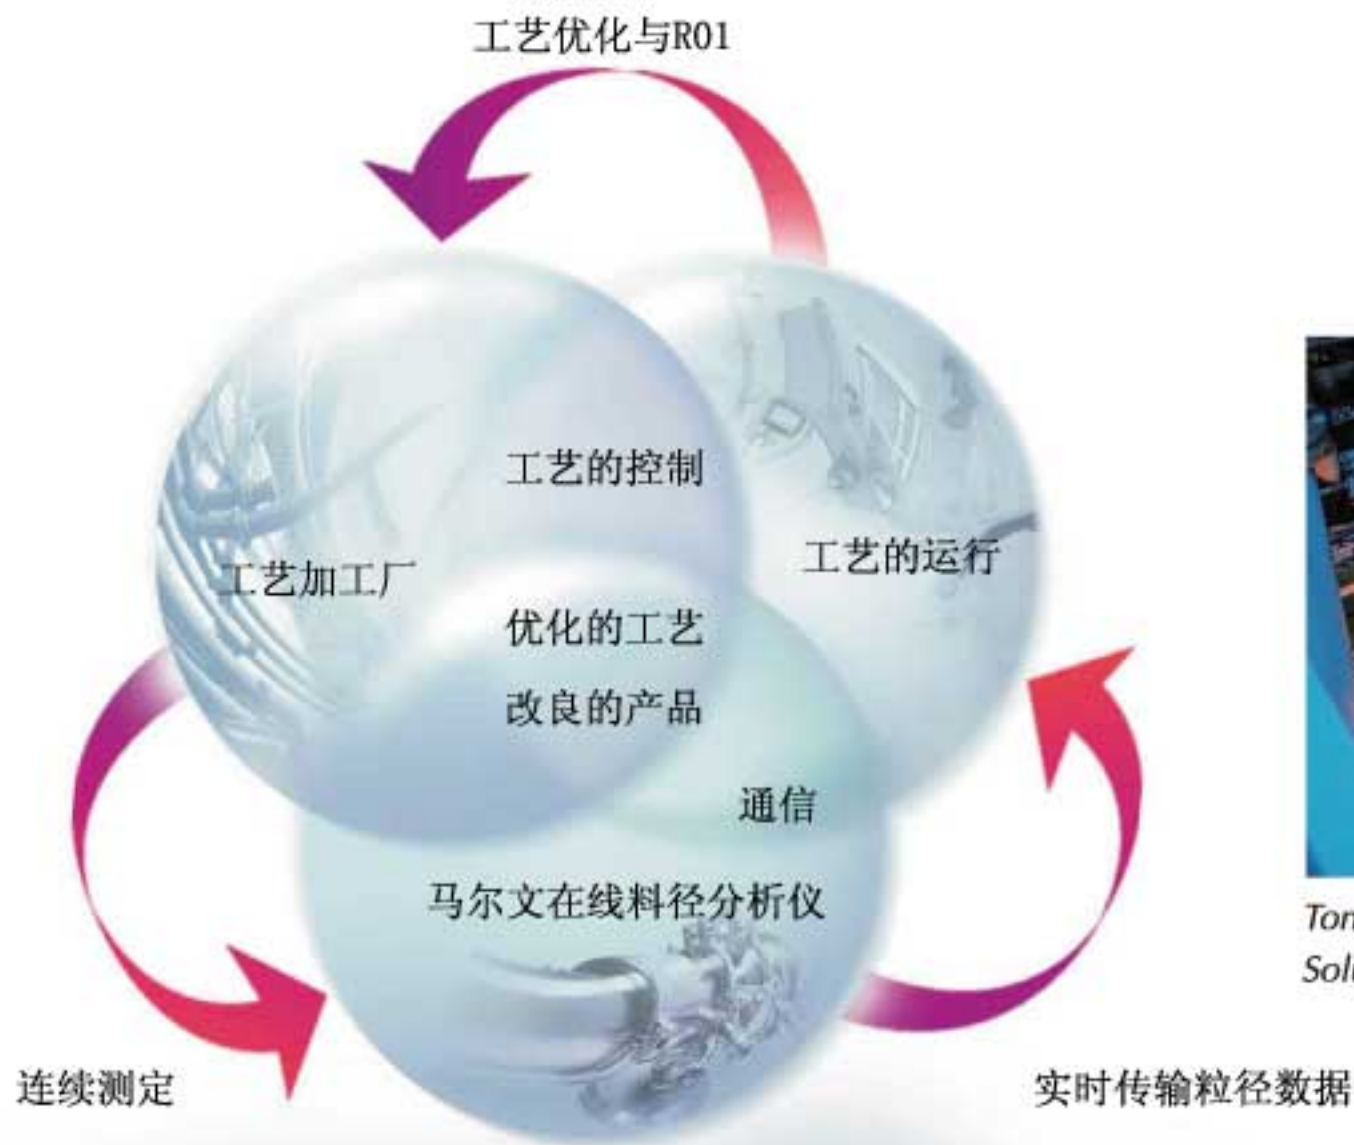 工艺优化与R01
工艺的控制
工艺的运行
工艺加工厂
优化的工艺
改良的产品
通信
马尔文在线料径分析仪
连续测定
实时传输粒径数据